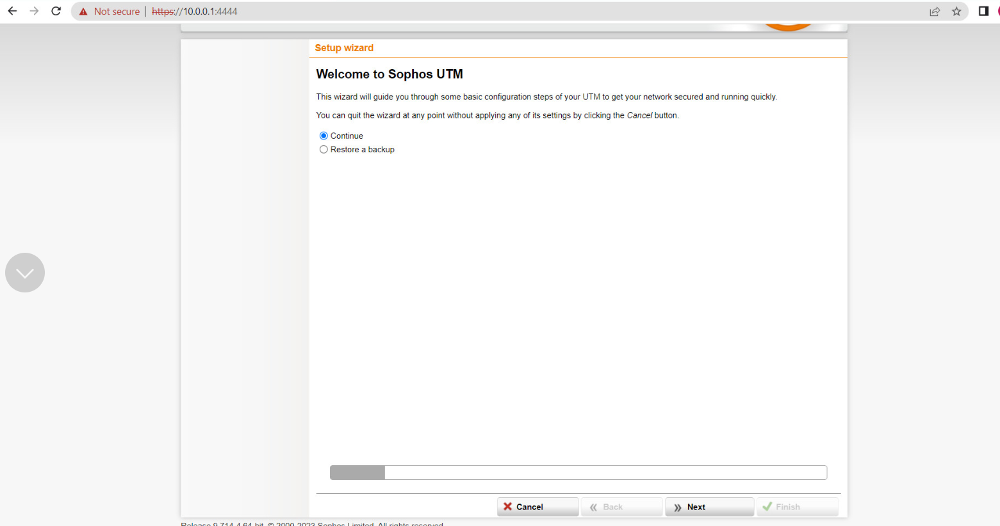 Not secure | https://10.0.0.1:4444
Setup wizard
Welcome to Sophos UTM
This wizard will guide you through some basic configuration steps of your UTM to get your network secured and running quickly.
You can quit the wizard at any point without applying any of its settings by clicking the Cancel button.
Continue
Restore a backup
Cancel
Back
Next
Finish
Release 9.714-4 64-bit. © 2000-2023 Sophos Limited. All rights reserved.